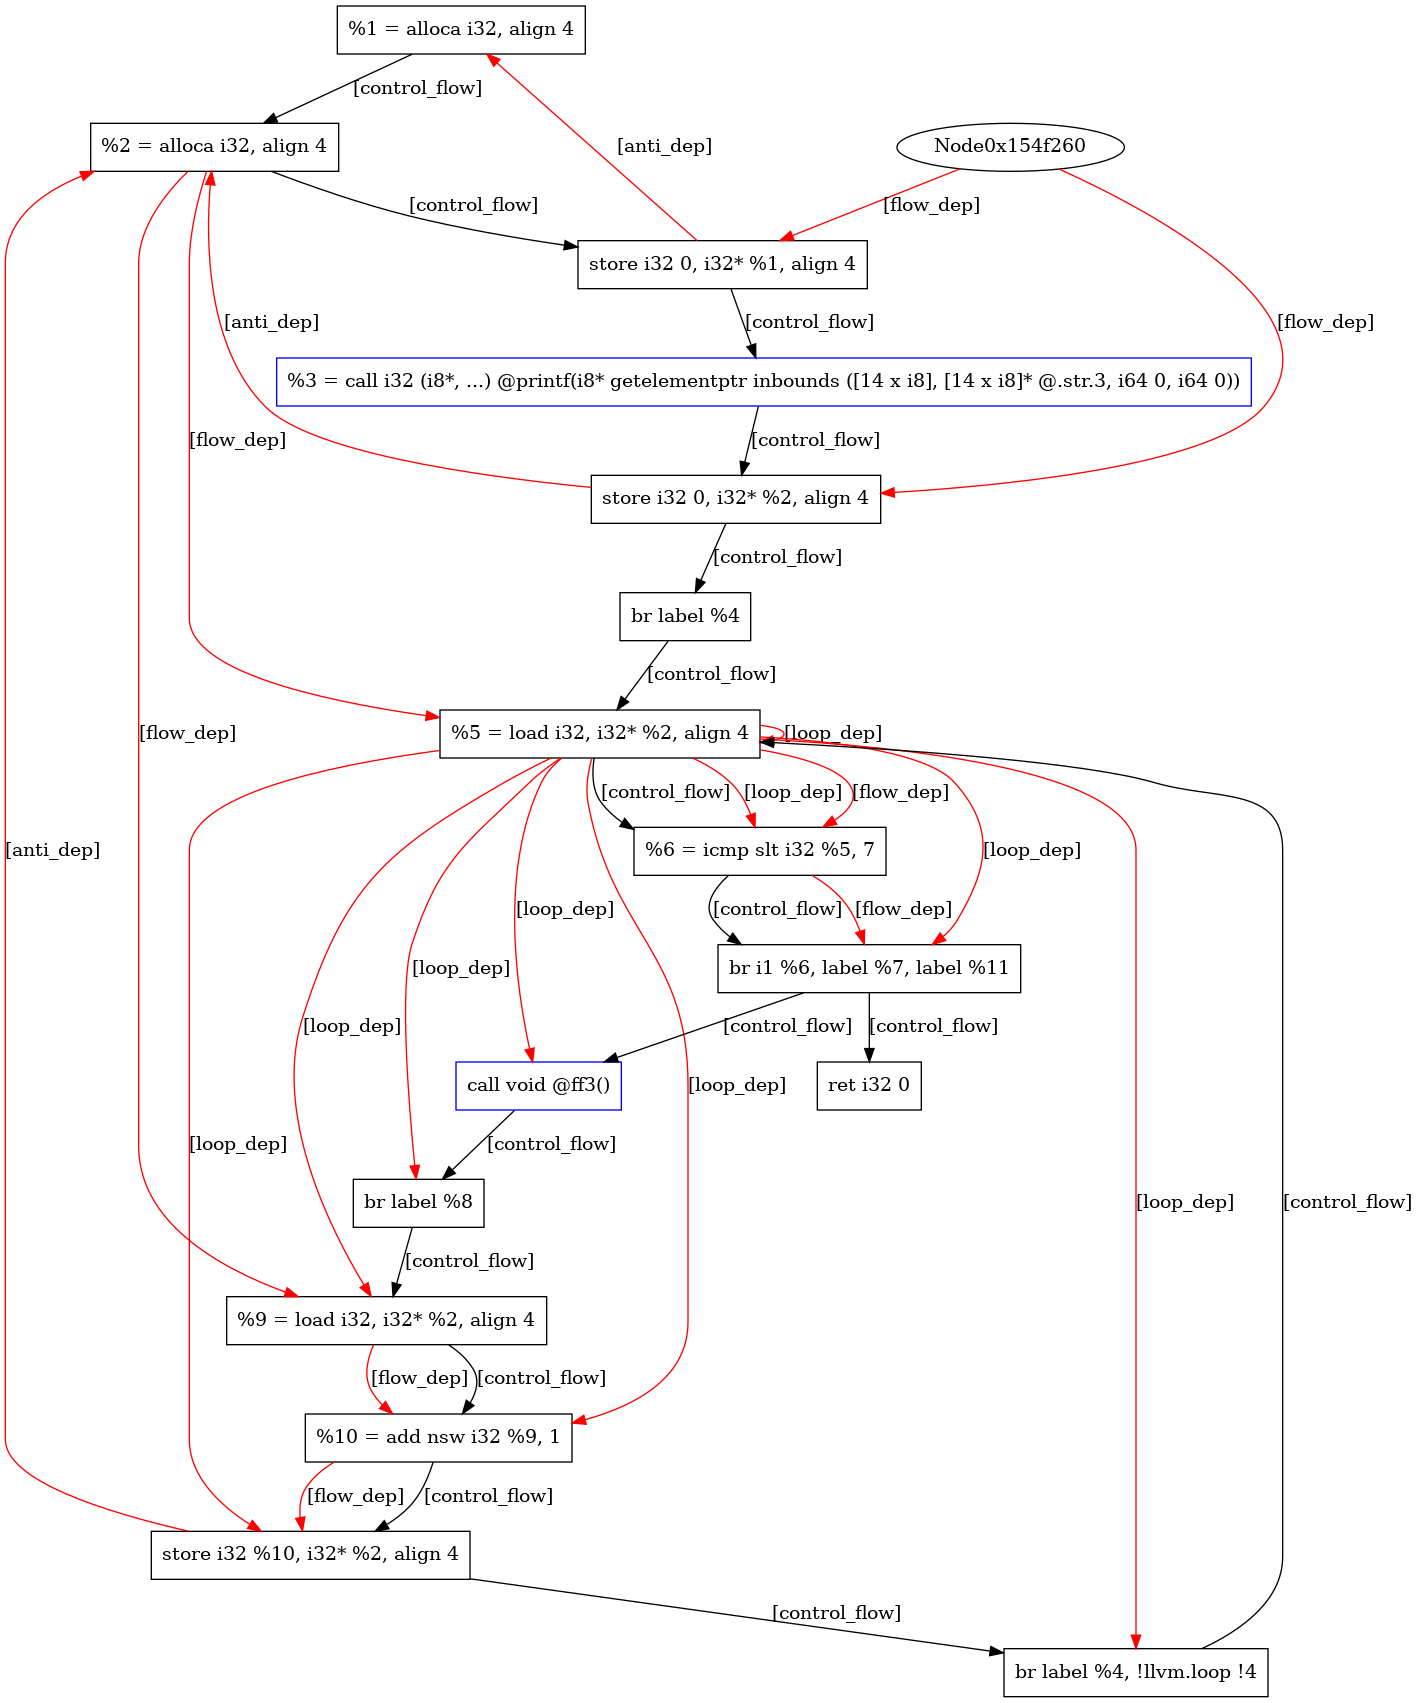 %1 = alloca i32, align 4
[control_flow]
%2 = alloca i32, align 4
[anti_dep]
Node0x154f260
[control_flow]
[flow_dep]
store i32 0, i32* %1, align 4
[anti_dep]
[control_flow]
[flow_dep]
%3 = call i32 (i8*, ...) @printf(i8* getelementptr inbounds ([14 x i8], [14 x i8]* @.str.3, i64 0, i64 0))
[flow_dep]
[control_flow]
store i32 0, i32* %2, align 4
[control_flow]
br label %4
[control_flow]
[flow_dep]
%5 = load i32, i32* %2, align 4
[loop_dep]
[control_flow]
[loop_dep]
[flow_dep]
[anti_dep]
%6 = icmp slt i32 %5, 7
[loop_dep]
[loop_dep]
[control_flow]
[flow_dep]
[loop_dep]
br i1 %6, label %7, label %11
[loop_dep]
[control_flow]
[control_flow]
call void @ff3()
[loop_dep]
ret i32 0
[loop_dep]
[control_flow]
br label %8
[loop_dep]
[control_flow]
[control_flow]
%9 = load i32, i32* %2, align 4
[flow_dep]
[control_flow]
%10 = add nsw i32 %9, 1
[flow_dep]
[control_flow]
store i32 %10, i32* %2, align 4
[control_flow]
br label %4, !llvm.loop !4